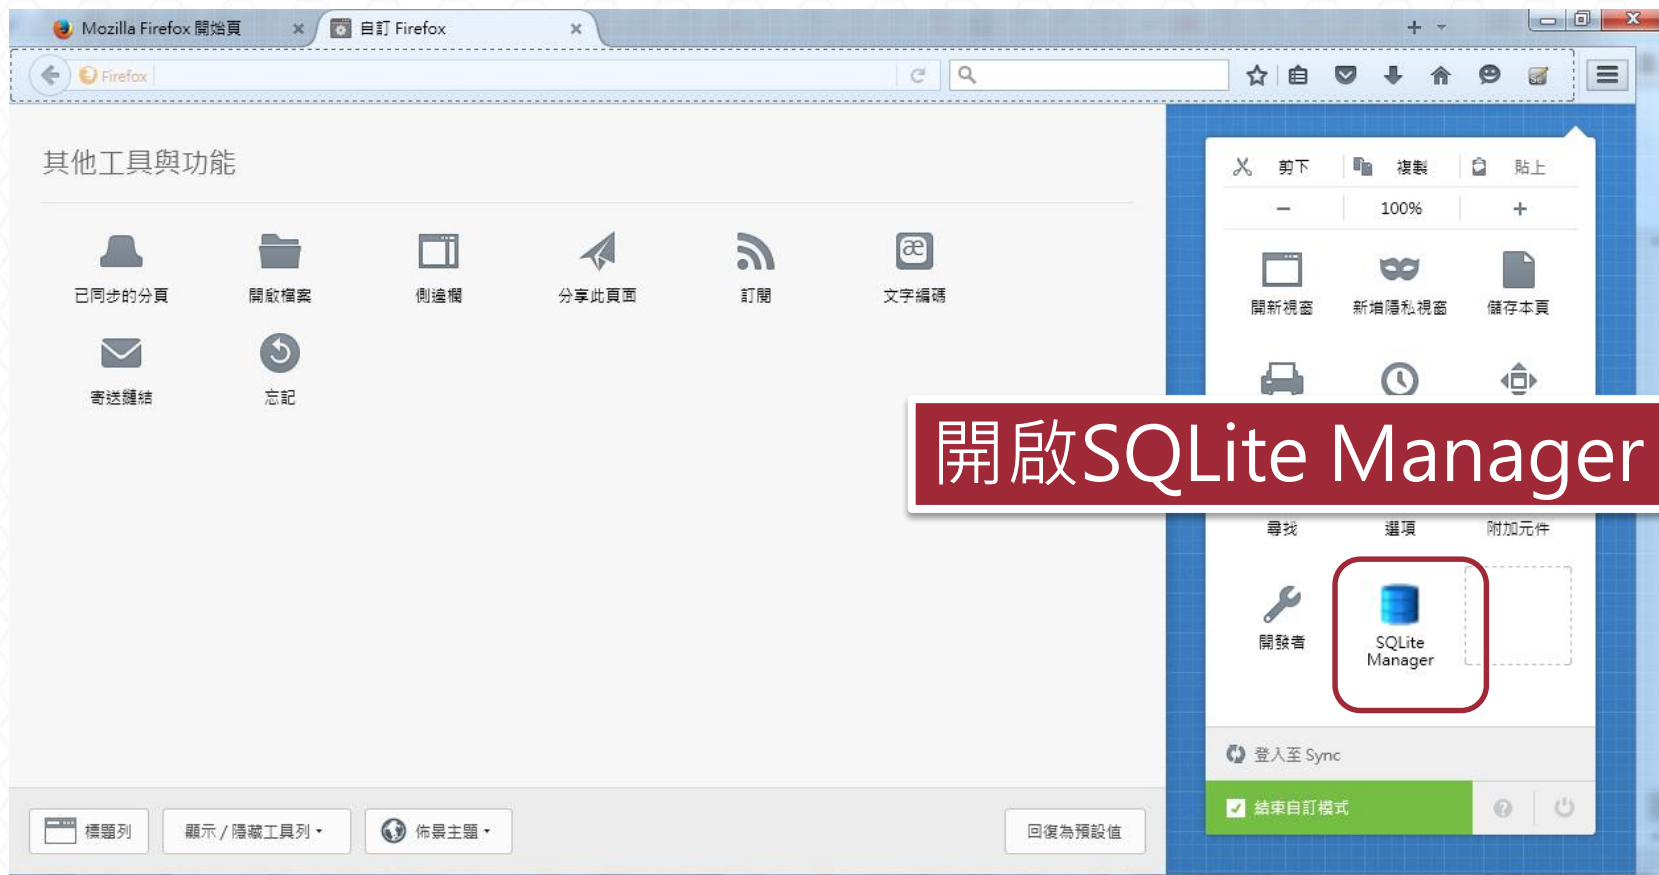 Mozilla Firefox 開始頁
自訂 Firefox
Firefox
其他工具與功能
已同步的分頁
開啟檔案
側邊欄
分享此頁面
訂閱
文字編碼
寄送鏈結
忘記
剪下
複製
貼上
100%
開新視窗
新增隱私視窗
儲存本頁
開啟SQLite Manager
尋找
選項
附加元件
開發者
SQLite
Manager
登入至 Sync
結束自訂模式
標題列
顯示 / 隱藏工具列
佈景主題
回復為預設值